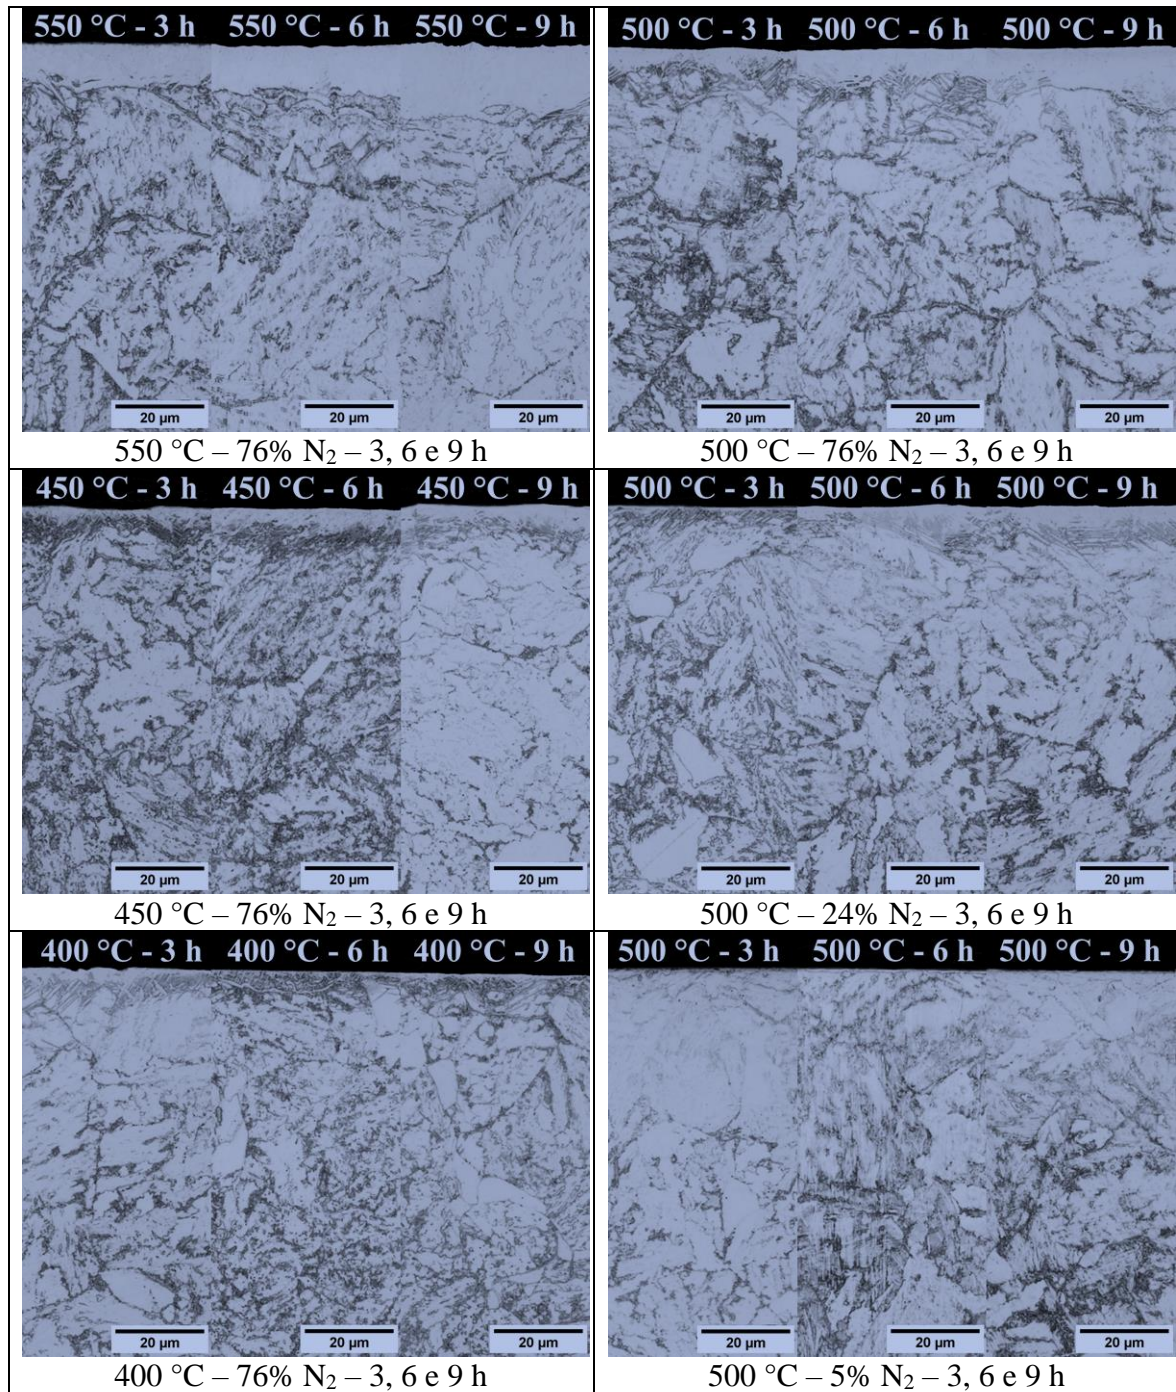 550 °C - 3 h 550 °C - 6 h 550 °C - 9 h
20 µm 20 µm 20 µm
550 °C – 76% N₂ – 3, 6 e 9 h
500 °C - 3 h 500 °C - 6 h 500 °C - 9 h
20 µm 20 µm 20 µm
500 °C – 76% N₂ – 3, 6 e 9 h
450 °C - 3 h 450 °C - 6 h 450 °C - 9 h
20 µm 20 µm 20 µm
450 °C – 76% N₂ – 3, 6 e 9 h
500 °C - 3 h 500 °C - 6 h 500 °C - 9 h
20 µm 20 µm 20 µm
500 °C – 24% N₂ – 3, 6 e 9 h
400 °C - 3 h 400 °C - 6 h 400 °C - 9 h
20 µm 20 µm 20 µm
400 °C – 76% N₂ – 3, 6 e 9 h
500 °C - 3 h 500 °C - 6 h 500 °C - 9 h
20 µm 20 µm 20 µm
500 °C – 5% N₂ – 3, 6 e 9 h